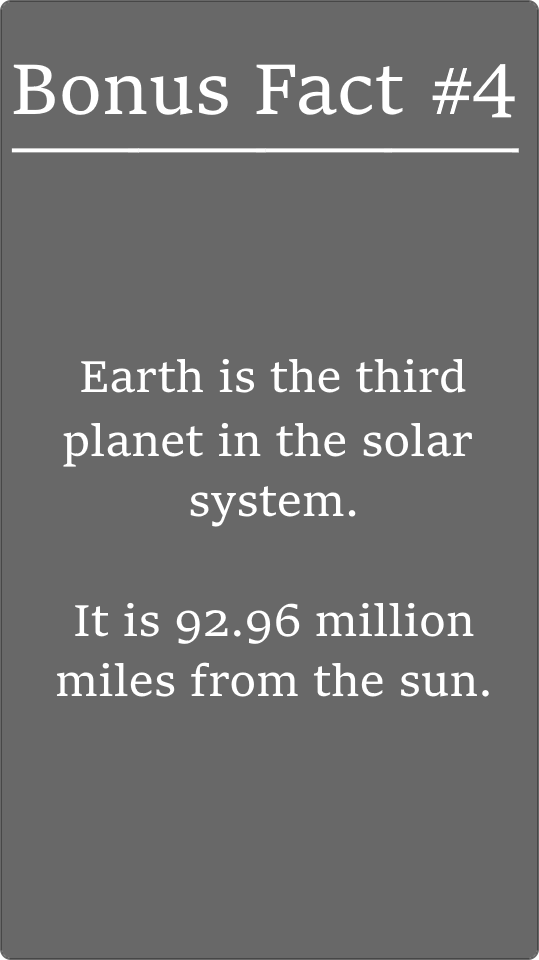 Bonus Fact #4
Earth is the third
planet in the solar
system.
It is 92.96 million
miles from the sun.